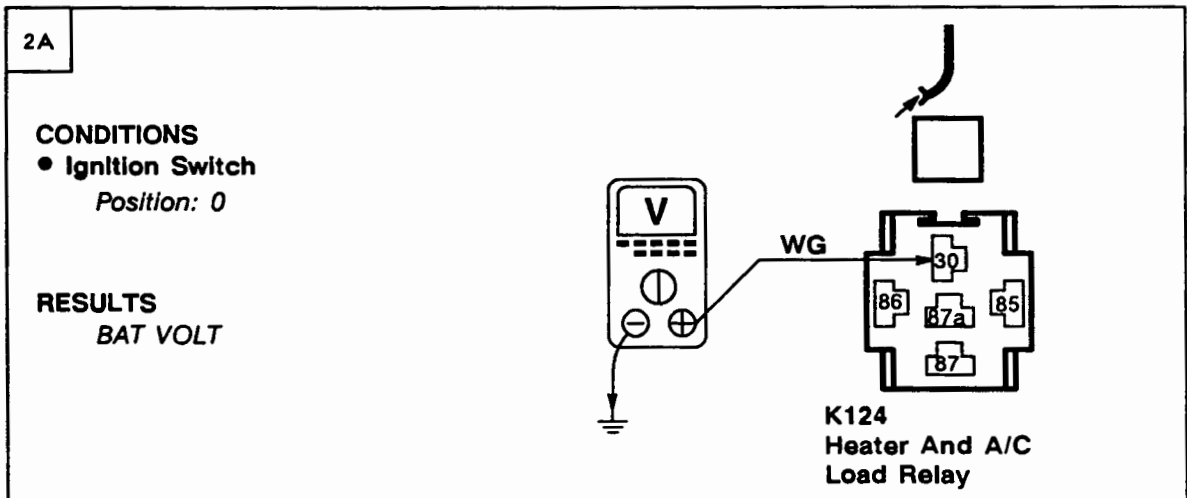 2A
CONDITIONS
● Ignition Switch
Position: 0
RESULTS
BAT VOLT
V
WG
− +
30
86
87a
85
87
K124
Heater And A/C
Load Relay